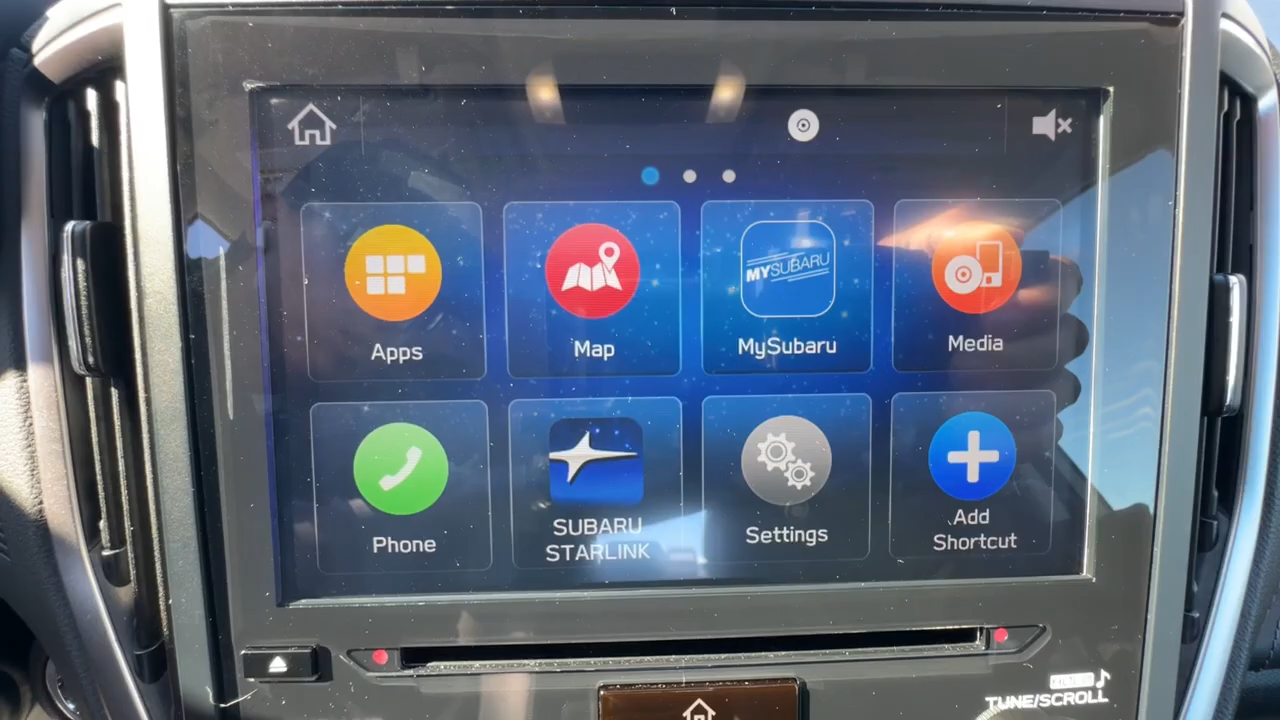 MYSUBARU
Apps
Map
MySubaru
Media
Phone
SUBARU
STARLINK
Settings
Add
Shortcut
TUNE/SCROLL